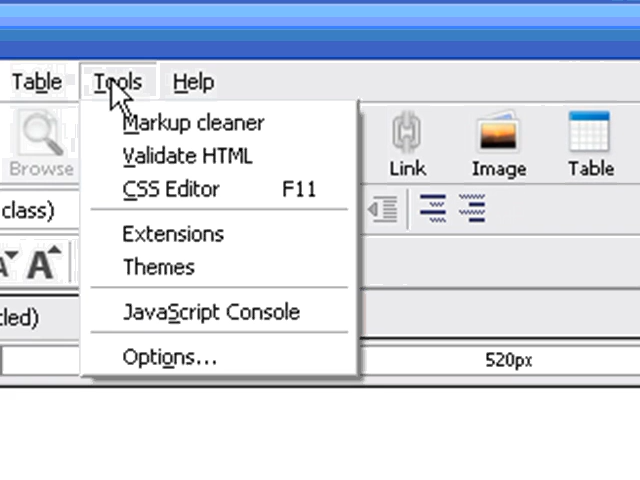 Table Tools Help
Markup cleaner
Validate HTML
CSS Editor F11
Extensions
Themes
JavaScript Console
Options...
Browse Link Image Table
class)
A A
tled)
520px